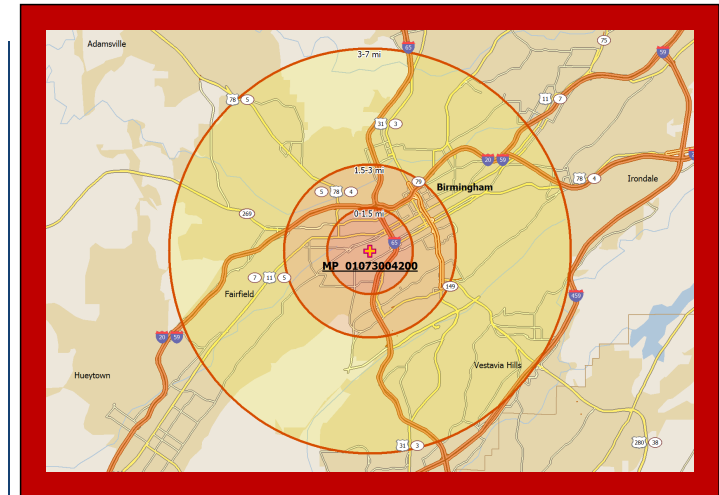 Adamsville
65
75
59
3-7 mi
78 5
11 7
31 3
20 59
1.5-3 mi
78 4
79
Birmingham
Irondale
5 78 4
269
0-1.5 mi
65
MP_01073004200
7 11 5
149
Fairfield
459
20 59
Vestavia Hills
Hueytown
31 3
280 38